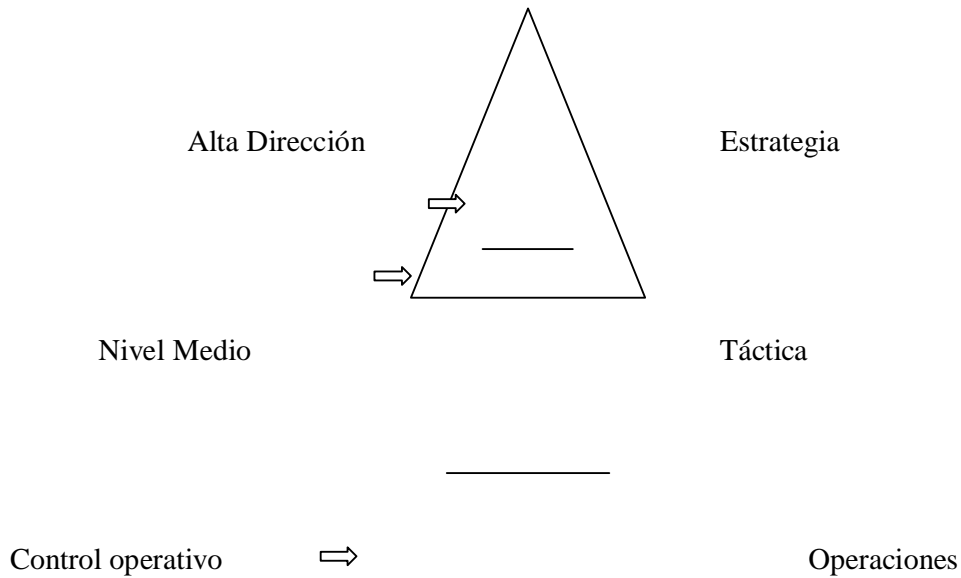 Alta Dirección Estrategia
Nivel Medio Táctica
Control operativo Operaciones